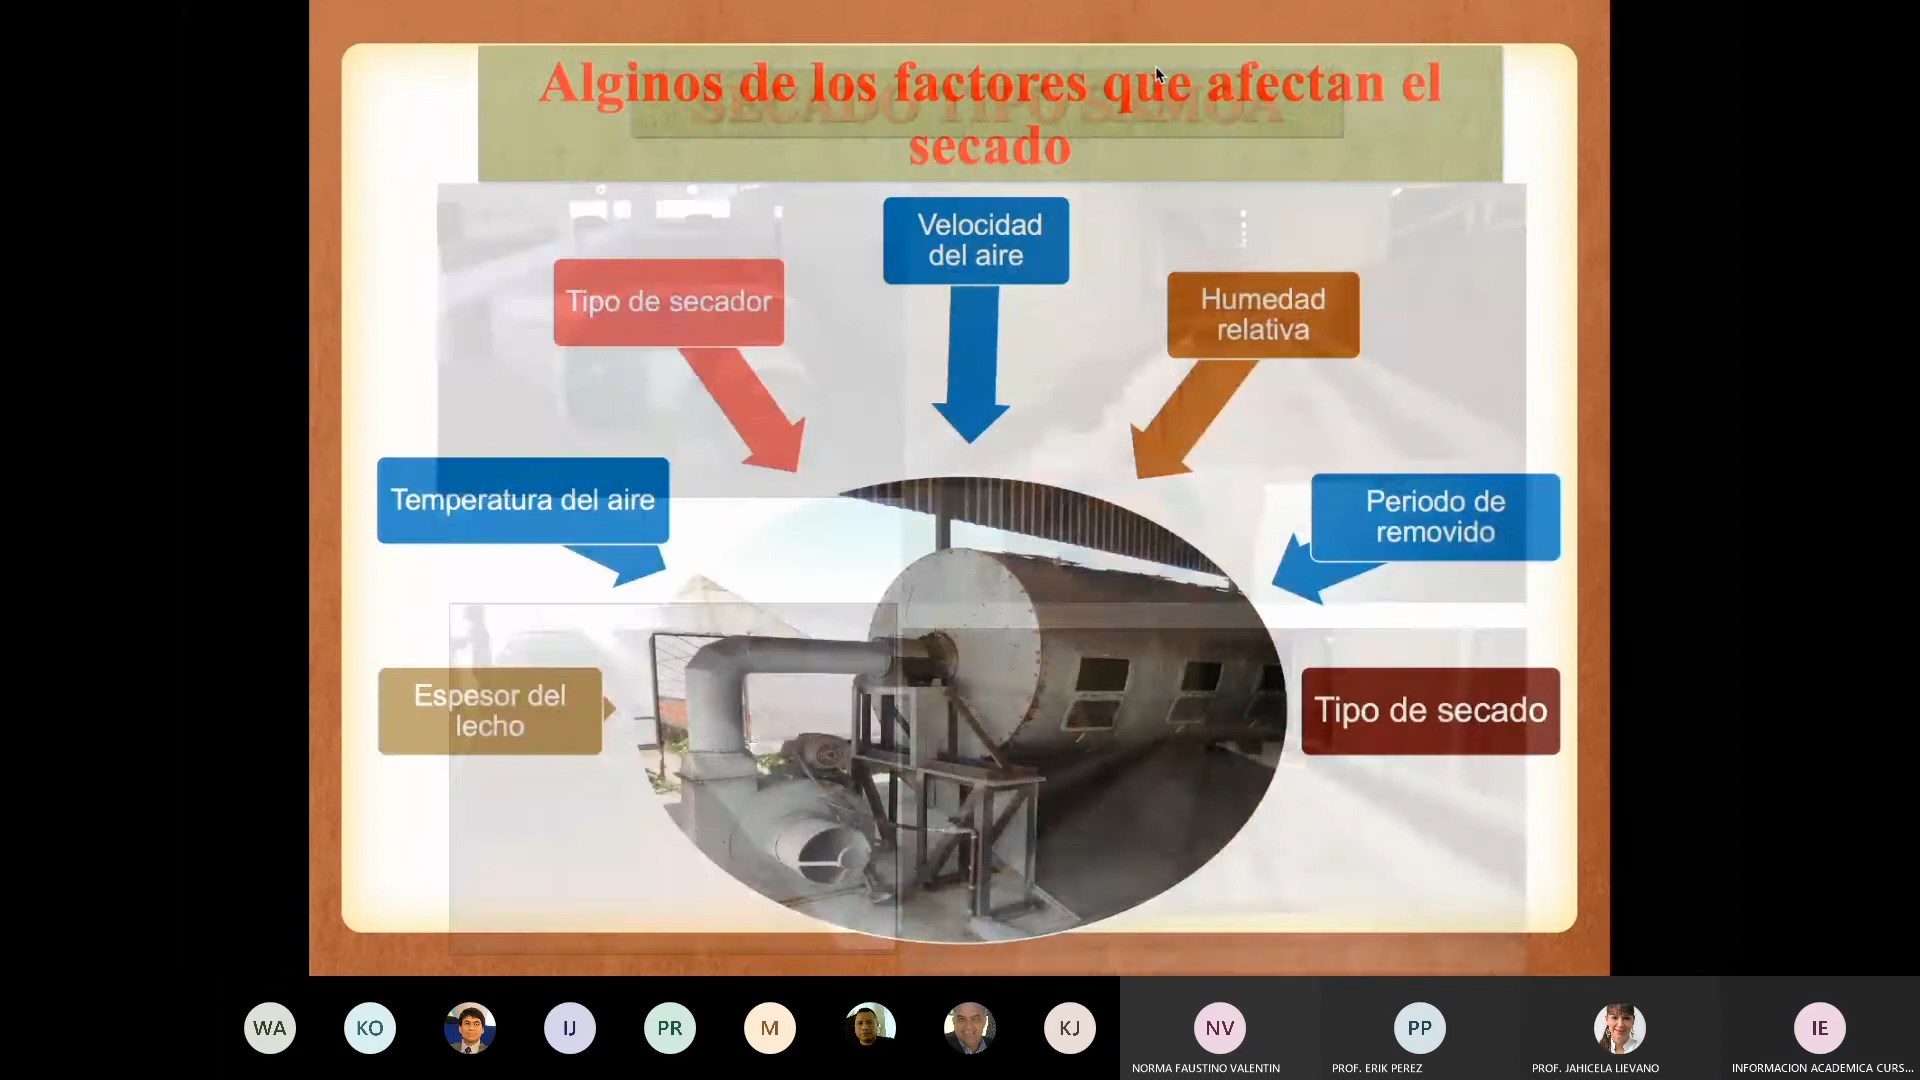 Alginos de los factores que afectan el
secado
SECADO TIPO SAMOA
Velocidad
del aire
Tipo de secador
Humedad
relativa
Temperatura del aire
Periodo de
removido
Espesor del
lecho
Tipo de secado
WA
KO
IJ
PR
M
KJ
NV
PP
IE
NORMA FAUSTINO VALENTIN
PROF. ERIK PEREZ
PROF. JAHICELA LIEVANO
INFORMACION ACADEMICA CURS...